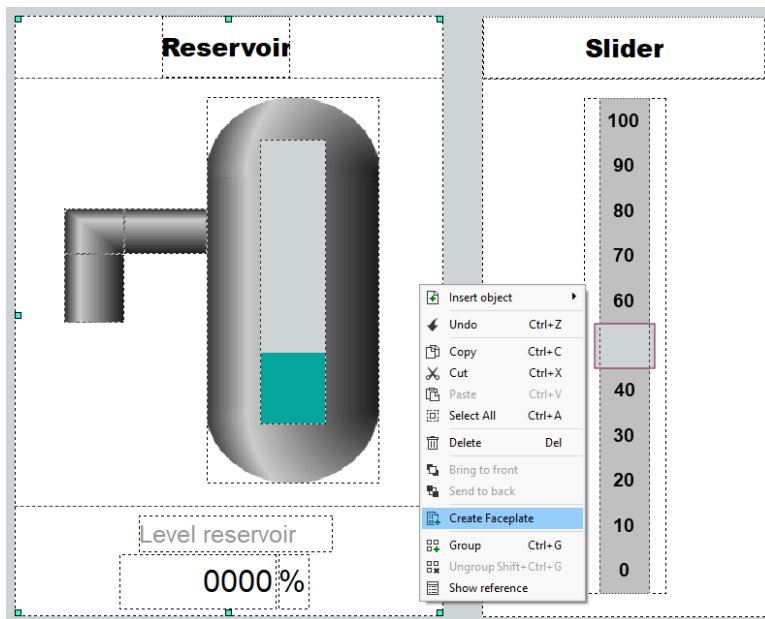 Reservoir
Level reservoir
0000 %
Insert object
Undo Ctrl+Z
Copy Ctrl+C
Cut Ctrl+X
Paste Ctrl+V
Select All Ctrl+A
Delete Del
Bring to front
Send to back
Create Faceplate
Group Ctrl+G
Ungroup Shift+Ctrl+G
Show reference
Slider
100
90
80
70
60
40
30
20
10
0